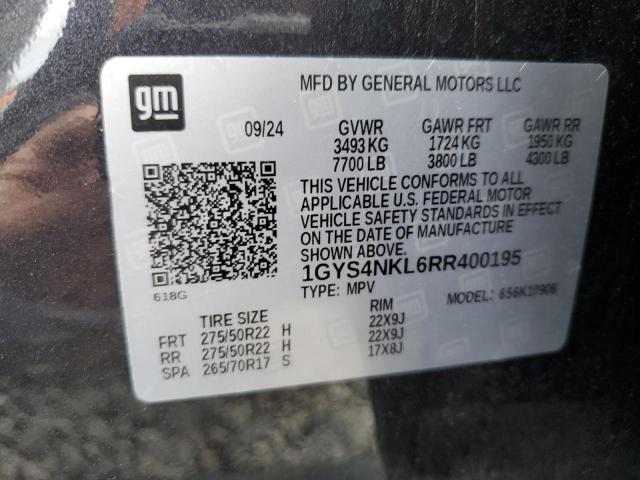 gm
MFD BY GENERAL MOTORS LLC
09/24 GVWR GAWR FRT GAWR RR
3493 KG 1724 KG 1950 KG
7700 LB 3800 LB 4300 LB
THIS VEHICLE CONFORMS TO ALL
APPLICABLE U.S. FEDERAL MOTOR
VEHICLE SAFETY STANDARDS IN EFFECT
ON THE DATE OF MANUFACTURE
SHOWN ABOVE.
1GYS4NKL6RR400195
618G TYPE: MPV MODEL: 656K10906
TIRE SIZE RIM
FRT 275/50R22 H 22X9J
RR 275/50R22 H 22X9J
SPA 265/70R17 S 17X8J